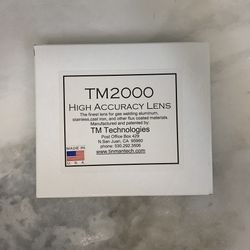 TM2000
HIGH ACCURACY LENS
The finest lens for gas welding aluminum,
stainless,cast iron, and other flux coated materials.
Manufactured and patented by:
TM Technologies
Post Office Box 429
N.San Juan, CA 95960
phone: 530.292.3506
www.tinmantech.com
MADE IN
U S A